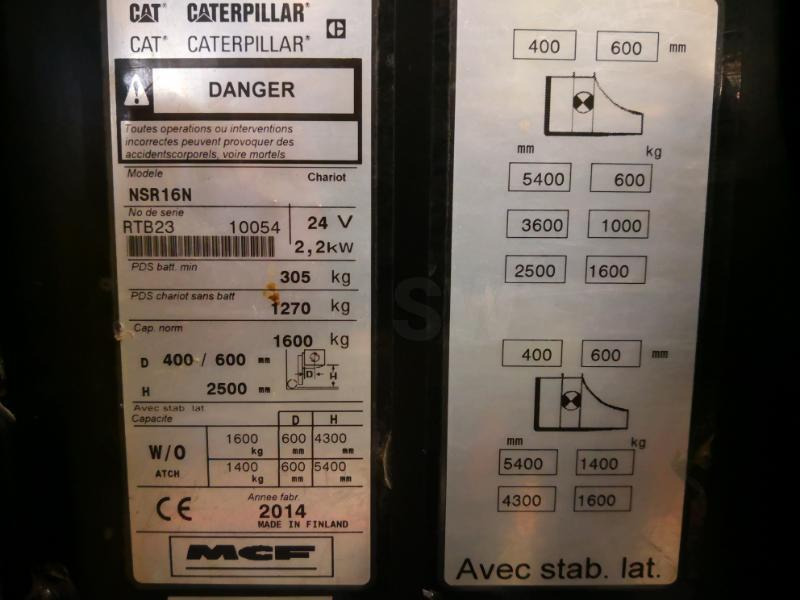 CAT CATERPILLAR
CAT® CATERPILLAR®
DANGER
Toutes operations ou interventions
incorrectes peuvent provoquer des
accidentscorporels, voire mortels
Modele
Chariot
NSR16N
No de serie
RTB23 10054
24 V
2,2kW
PDS batt. min
305 kg
PDS chariot sans batt
1270 kg
Cap. norm
1600 kg
D 400 / 600 mm
D H
H 2500 mm
Avec stab. lat.
Capacite D H
W/O
ATCH
1600 kg 600 mm 4300 mm
1400 kg 600 mm 5400 mm
CE
Annee fabr.
2014
MADE IN FINLAND
MCF
400 600 mm
mm kg
5400 600
3600 1000
2500 1600
400 600 mm
mm kg
5400 1400
4300 1600
Avec stab. lat.